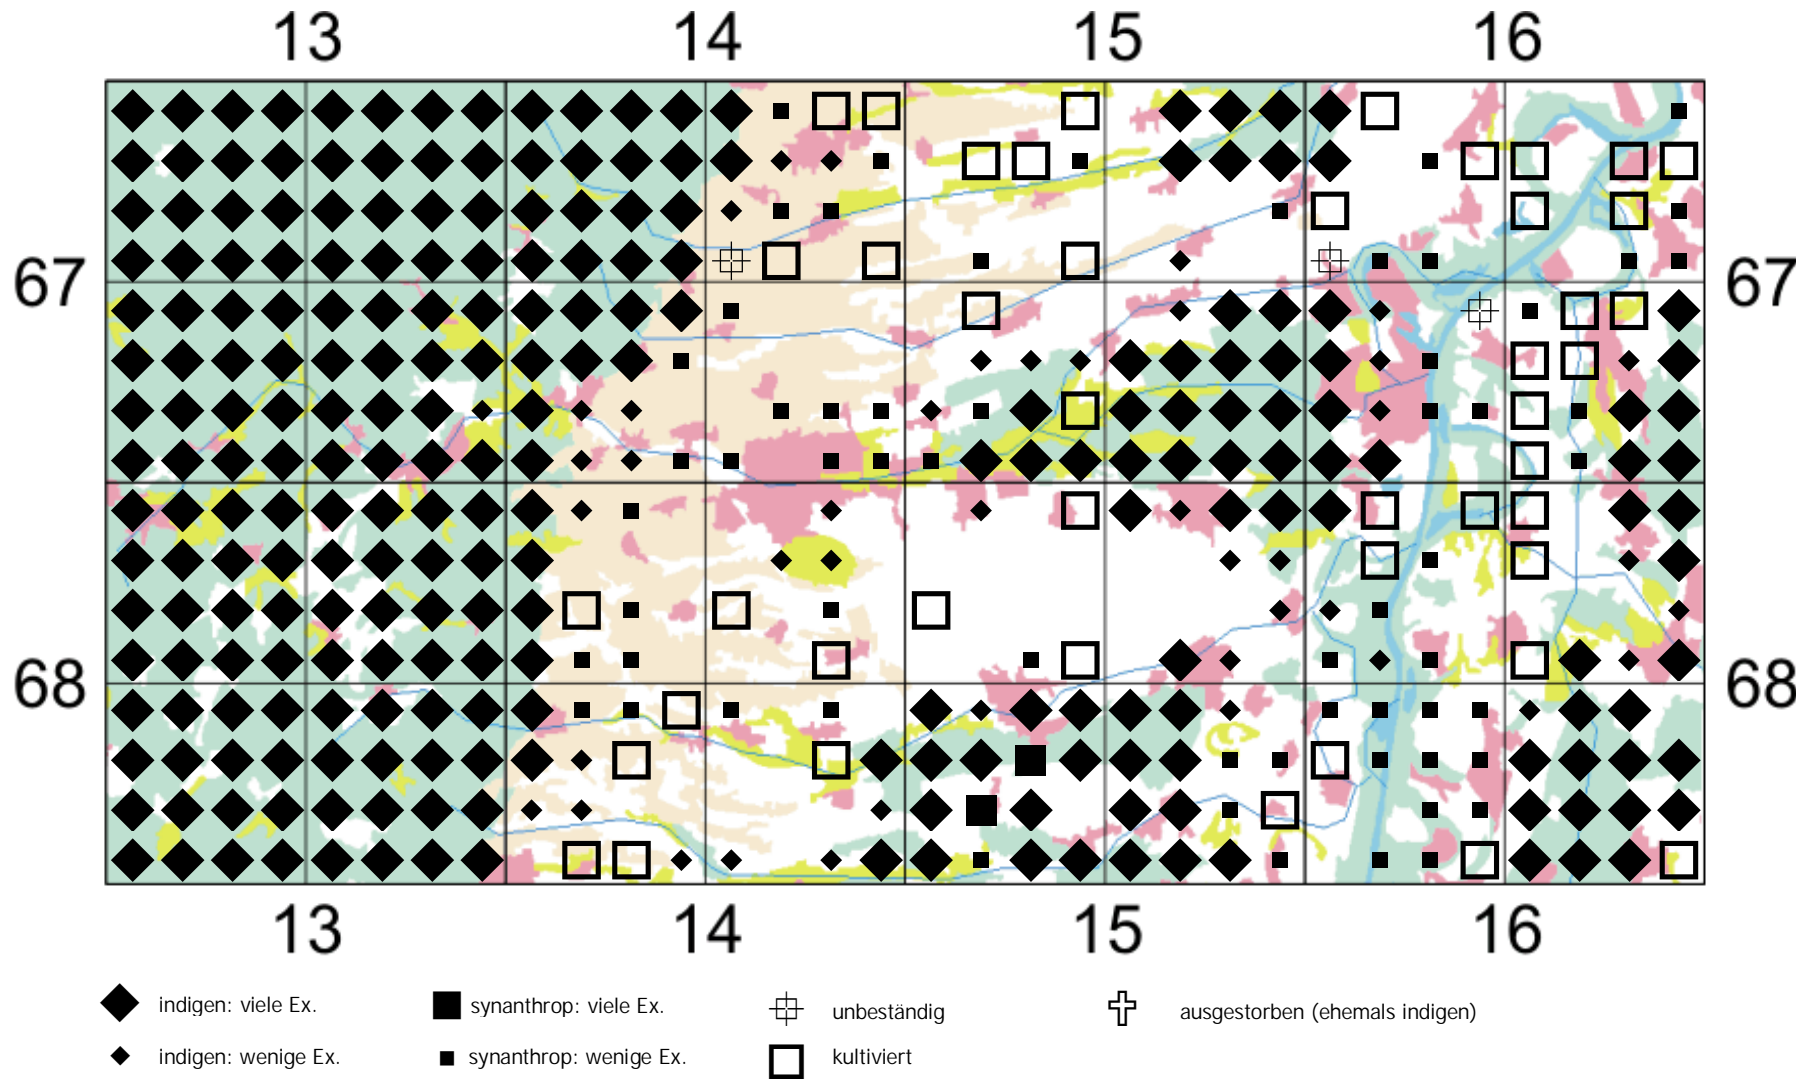 13 14 15 16
67 67
68 68
13 14 15 16
indigen: viele Ex. synanthrop: viele Ex. unbeständig ausgestorben (ehemals indigen)
indigen: wenige Ex. synanthrop: wenige Ex. kultiviert